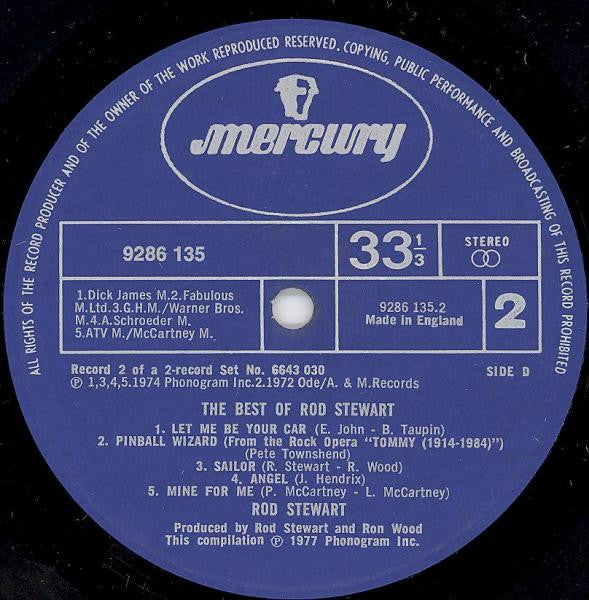 ALL RIGHTS OF THE RECORD PRODUCER AND OF THE OWNER OF THE WORK REPRODUCED RESERVED. COPYING, PUBLIC PERFORMANCE AND BROADCASTING OF THIS RECORD PROHIBITED
mercury
9286 135
33 1/3
STEREO
1.Dick James M.2.Fabulous
M.Ltd.3.G.H.M./Warner Bros.
M.4.A.Schroeder M.
5.ATV M./McCartney M.
9286 135.2
Made in England
2
Record 2 of a 2-record Set No. 6643 030
SIDE D
Ⓟ 1,3,4,5.1974 Phonogram Inc.2.1972 Ode/A. & M.Records
THE BEST OF ROD STEWART
1. LET ME BE YOUR CAR (E. John - B. Taupin)
2. PINBALL WIZARD (From the Rock Opera “TOMMY (1914-1984)”)
(Pete Townshend)
3. SAILOR (R. Stewart - R. Wood)
4. ANGEL (J. Hendrix)
5. MINE FOR ME (P. McCartney - L. McCartney)
ROD STEWART
Produced by Rod Stewart and Ron Wood
This compilation Ⓟ 1977 Phonogram Inc.